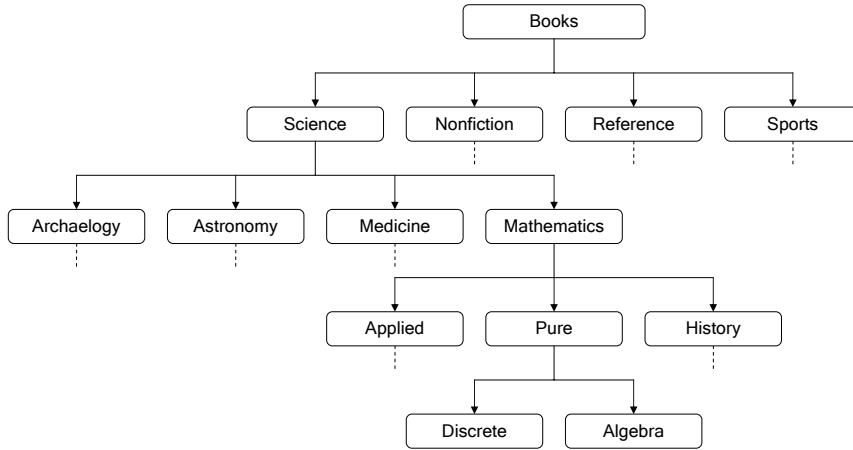 Books
Science
Nonfiction
Reference
Sports
Archaelogy
Astronomy
Medicine
Mathematics
Applied
Pure
History
Discrete
Algebra